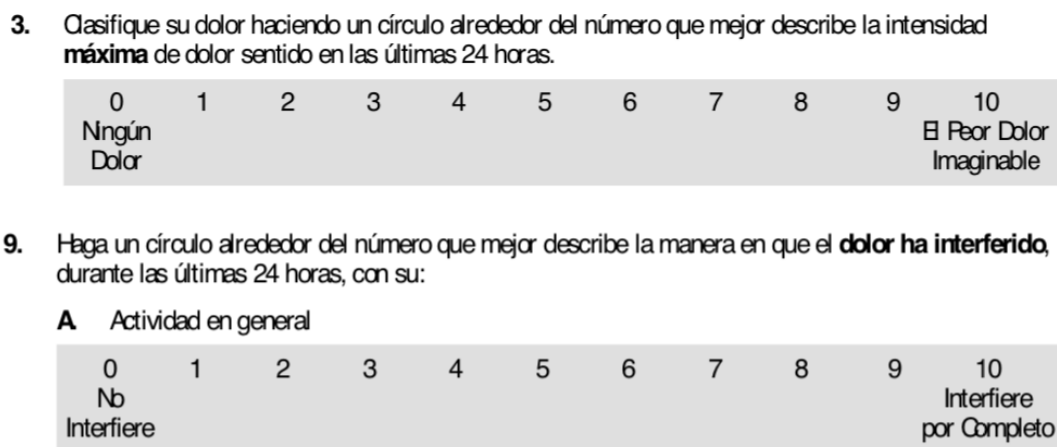 3. Clasifique su dolor haciendo un círculo alrededor del número que mejor describe la intensidad
máxima de dolor sentido en las últimas 24 horas.
0 1 2 3 4 5 6 7 8 9 10
Ningún El Peor Dolor
Dolor Imaginable
9. Haga un círculo alrededor del número que mejor describe la manera en que el dolor ha interferido,
durante las últimas 24 horas, con su:
A Actividad en general
0 1 2 3 4 5 6 7 8 9 10
No Interfiere
Interfiere por Completo